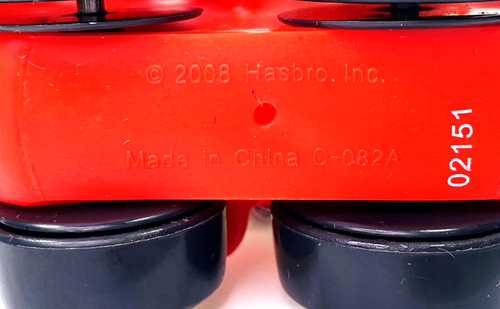 © 2008 Hasbro. Inc.
Made in China C-082A
02151